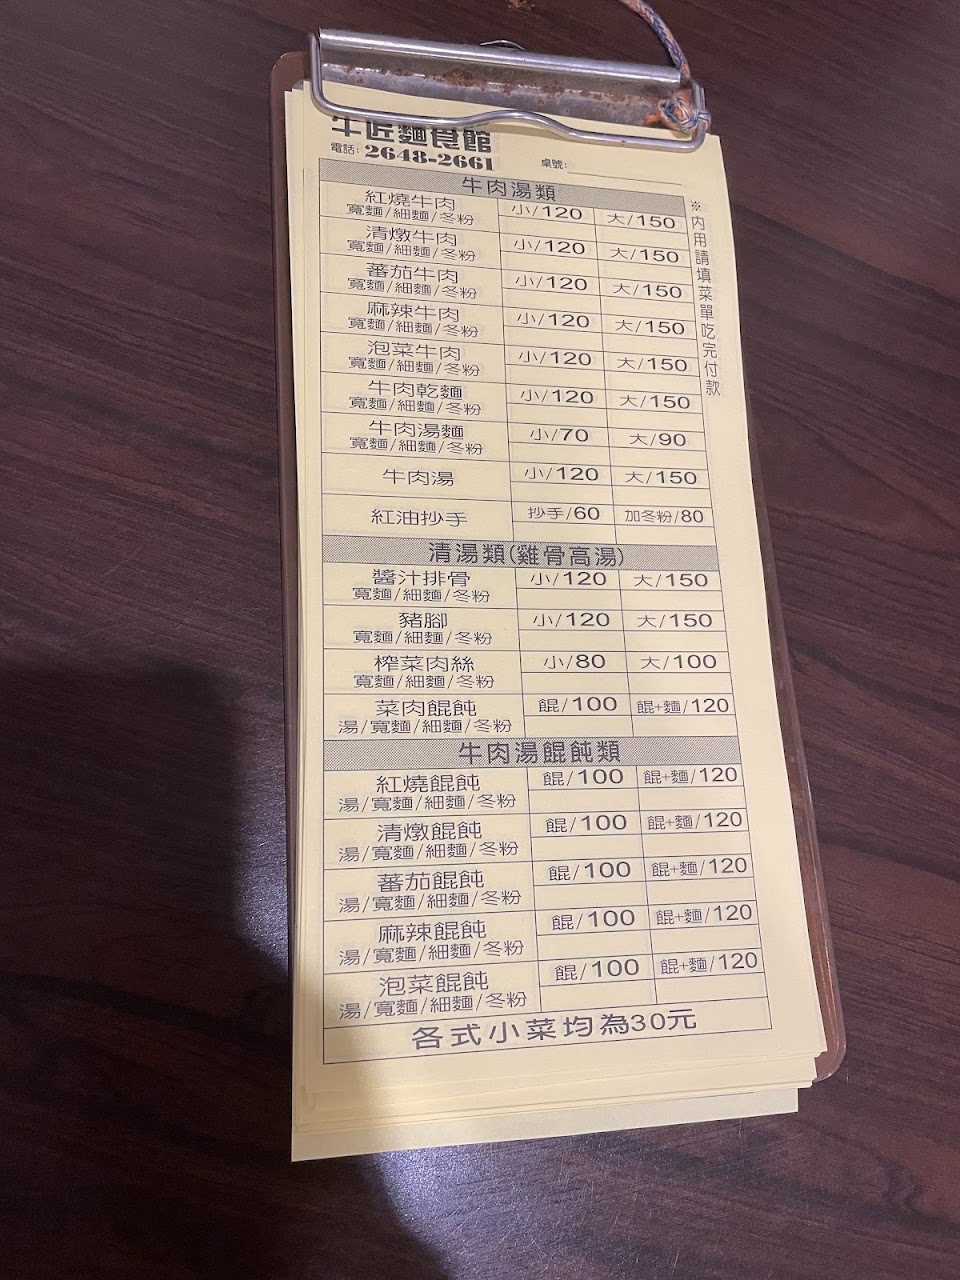 牛匠麵食館
電話: 2648-2661 桌號:
※內用請填菜單吃完付款
牛肉湯類
紅燒牛肉 小/120 大/150
寬麵/細麵/冬粉
清燉牛肉 小/120 大/150
寬麵/細麵/冬粉
蕃茄牛肉 小/120 大/150
寬麵/細麵/冬粉
麻辣牛肉 小/120 大/150
寬麵/細麵/冬粉
泡菜牛肉 小/120 大/150
寬麵/細麵/冬粉
牛肉乾麵 小/120 大/150
寬麵/細麵/冬粉
牛肉湯麵 小/70 大/90
寬麵/細麵/冬粉
牛肉湯 小/120 大/150
紅油抄手 抄手/60 加冬粉/80
清湯類(雞骨高湯)
醬汁排骨 小/120 大/150
寬麵/細麵/冬粉
豬腳 小/120 大/150
寬麵/細麵/冬粉
榨菜肉絲 小/80 大/100
寬麵/細麵/冬粉
菜肉餛飩 餛/100 餛+麵/120
湯/寬麵/細麵/冬粉
牛肉湯餛飩類
紅燒餛飩 餛/100 餛+麵/120
湯/寬麵/細麵/冬粉
清燉餛飩 餛/100 餛+麵/120
湯/寬麵/細麵/冬粉
蕃茄餛飩 餛/100 餛+麵/120
湯/寬麵/細麵/冬粉
麻辣餛飩 餛/100 餛+麵/120
湯/寬麵/細麵/冬粉
泡菜餛飩 餛/100 餛+麵/120
湯/寬麵/細麵/冬粉
各式小菜均為30元